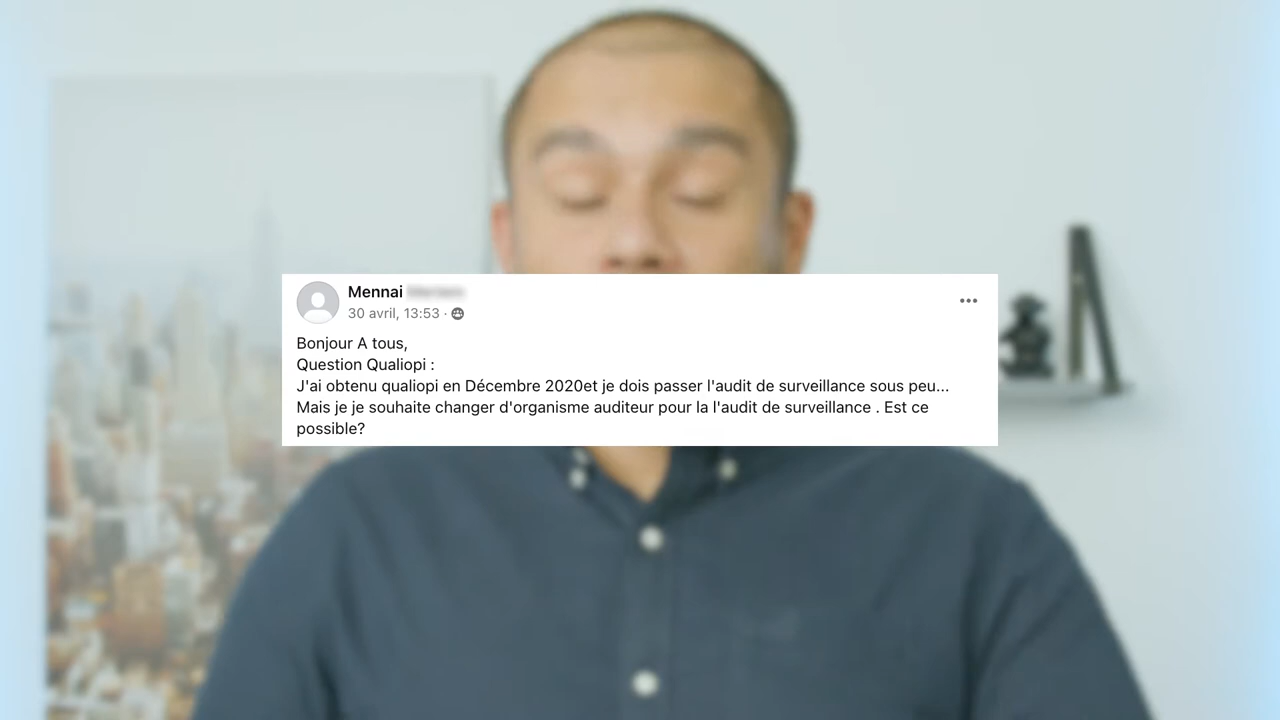 Mennai
30 avril, 13:53 ·
Bonjour A tous,
Question Qualiopi :
J'ai obtenu qualiopi en Décembre 2020et je dois passer l'audit de surveillance sous peu...
Mais je je souhaite changer d'organisme auditeur pour la l'audit de surveillance . Est ce
possible?